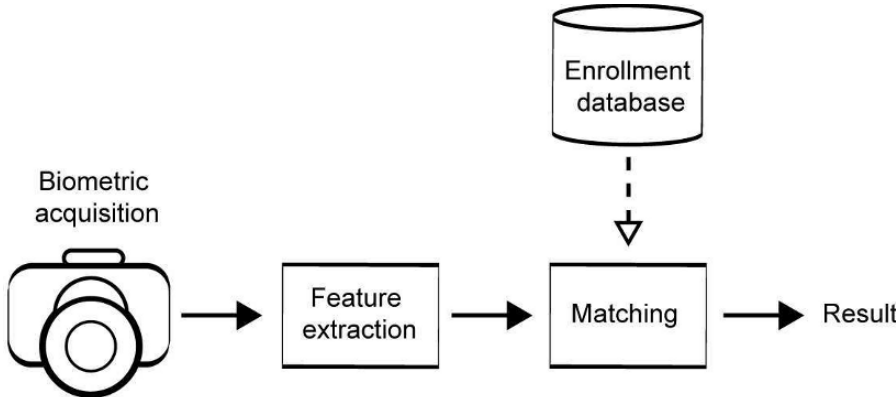 Enrollment
database
Biometric
acquisition
Feature
extraction
Matching
Result